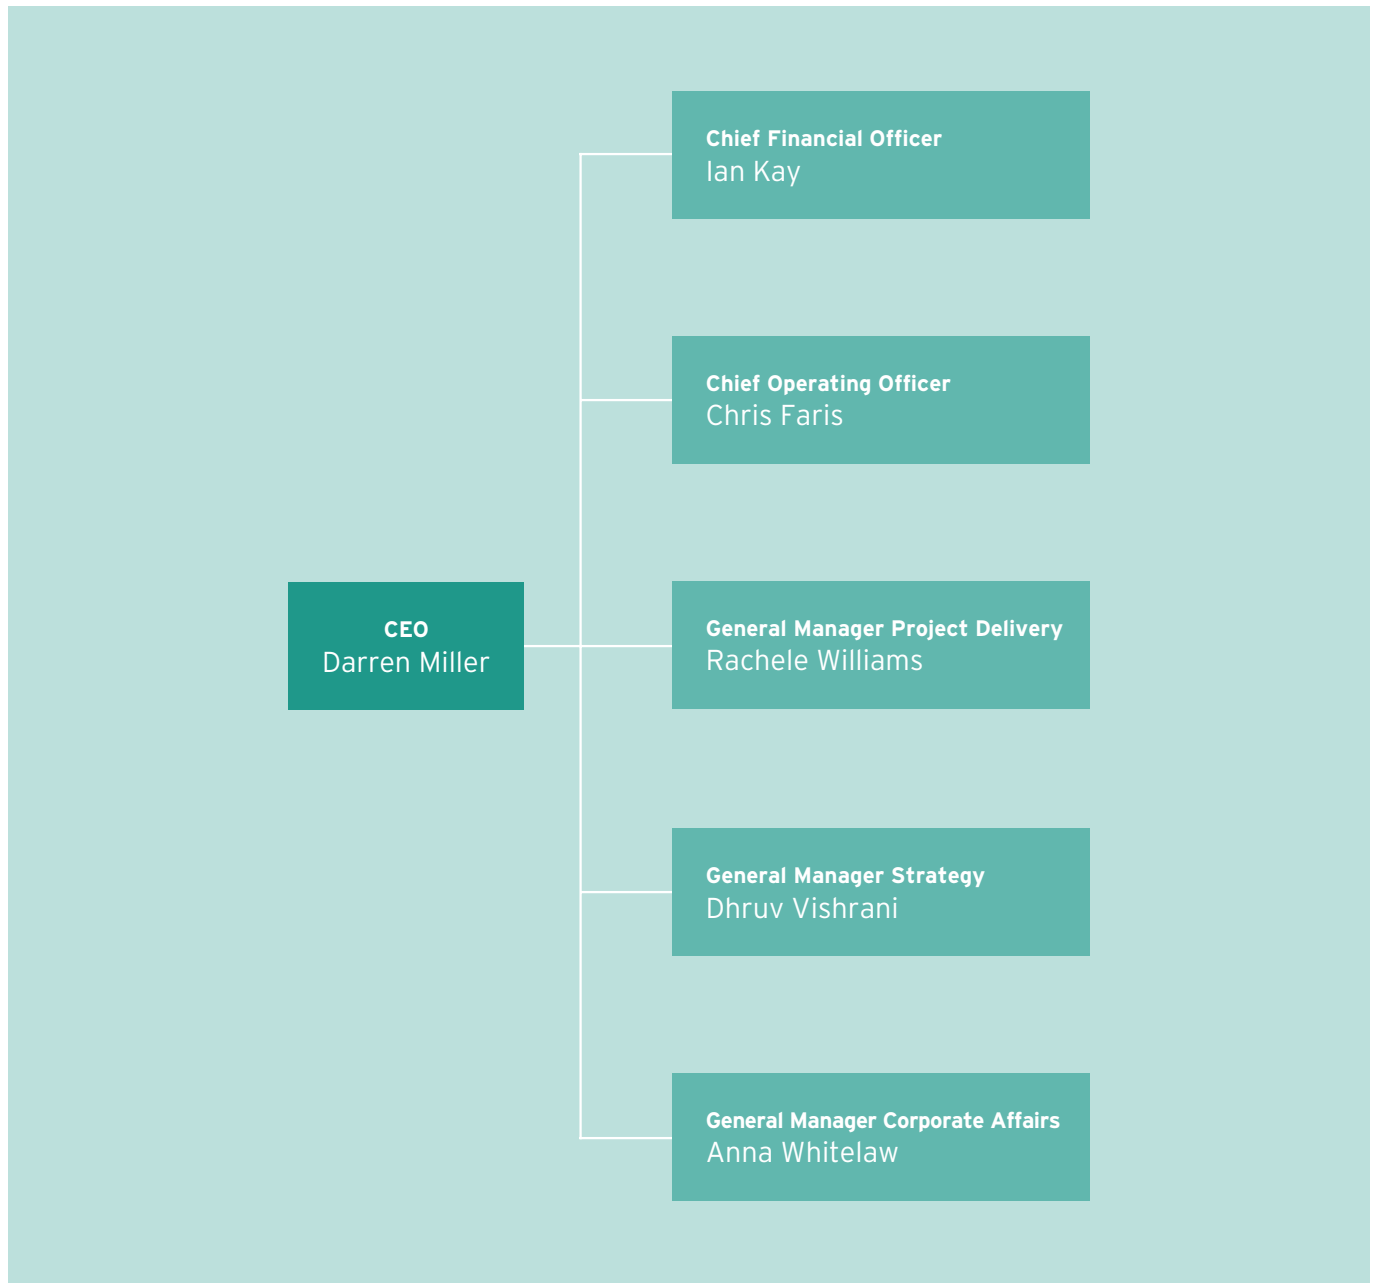 Chief Financial Officer
Ian Kay
Chief Operating Officer
Chris Faris
CEO
Darren Miller
General Manager Project Delivery
Rachele Williams
General Manager Strategy
Dhruv Vishrani
General Manager Corporate Affairs
Anna Whitelaw